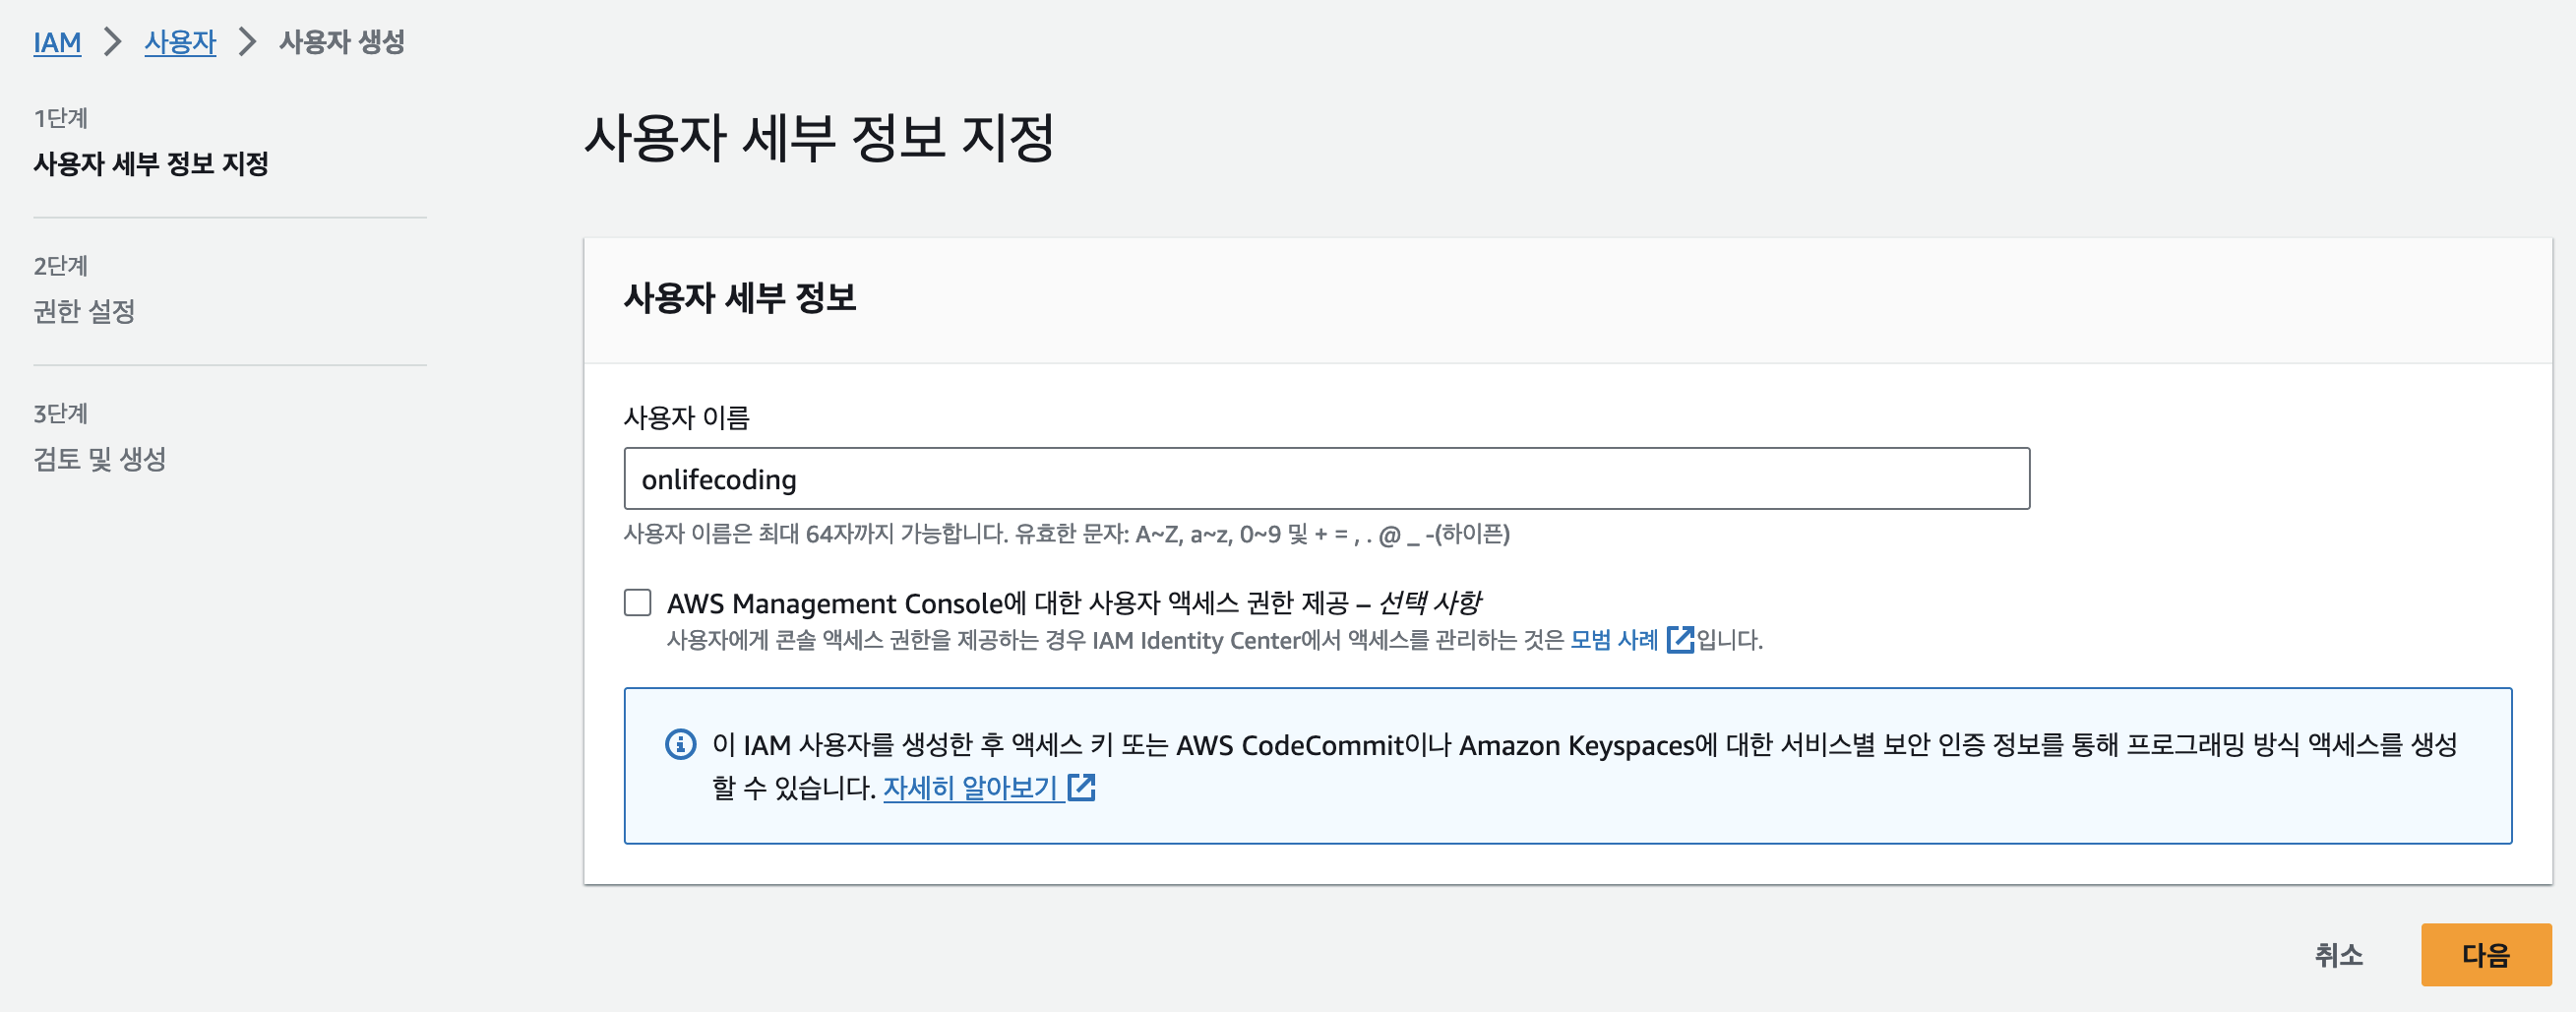 IAM > 사용자 > 사용자 생성
1단계
사용자 세부 정보 지정
2단계
권한 설정
3단계
검토 및 생성
사용자 세부 정보 지정
사용자 세부 정보
사용자 이름
onlifecoding
사용자 이름은 최대 64자까지 가능합니다. 유효한 문자: A~Z, a~z, 0~9 및 + = , . @ _ -(하이픈)
AWS Management Console에 대한 사용자 액세스 권한 제공 – 선택 사항
사용자에게 콘솔 액세스 권한을 제공하는 경우 IAM Identity Center에서 액세스를 관리하는 것은 모범 사례 입니다.
이 IAM 사용자를 생성한 후 액세스 키 또는 AWS CodeCommit이나 Amazon Keyspaces에 대한 서비스별 보안 인증 정보를 통해 프로그래밍 방식 액세스를 생성
할 수 있습니다. 자세히 알아보기
취소
다음